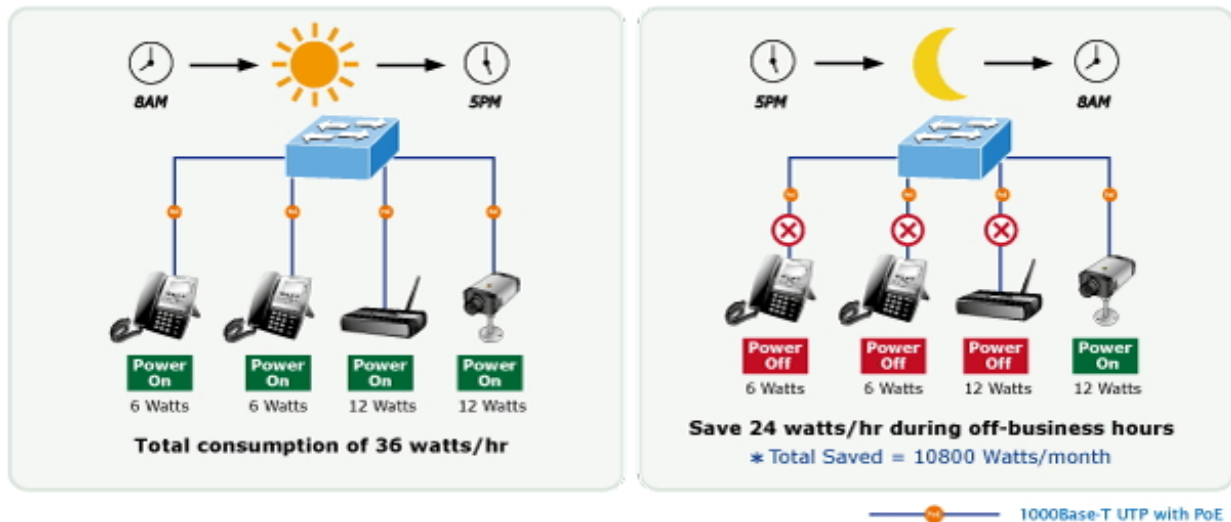 8AM
5PM
Power
On
6 Watts
Power
On
6 Watts
Power
On
12 Watts
Power
On
12 Watts
Total consumption of 36 watts/hr
5PM
8AM
Power
Off
6 Watts
Power
Off
6 Watts
Power
Off
12 Watts
Power
On
12 Watts
Save 24 watts/hr during off-business hours
* Total Saved = 10800 Watts/month
PoE
1000Base-T UTP with PoE